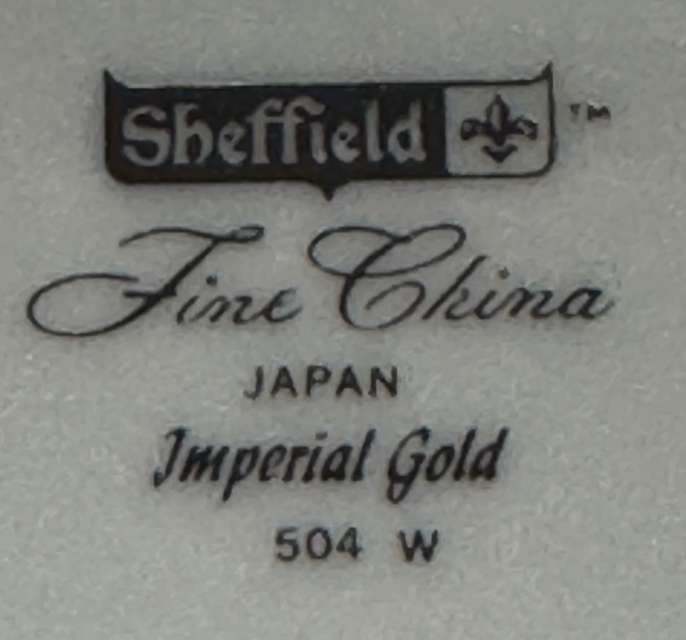 Sheffield ™
Fine China
JAPAN
Imperial Gold
504 W